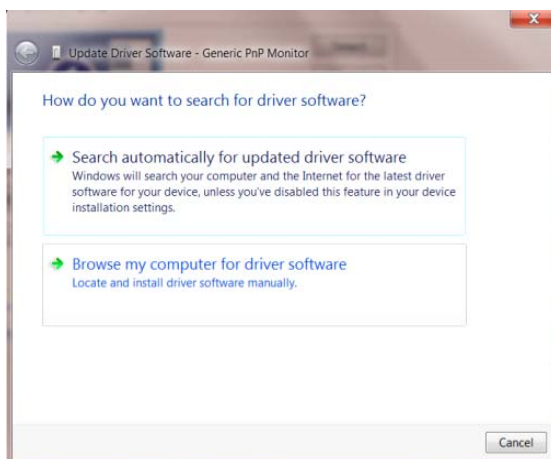 Update Driver Software - Generic PnP Monitor
How do you want to search for driver software?
Search automatically for updated driver software
Windows will search your computer and the Internet for the latest driver
software for your device, unless you've disabled this feature in your device
installation settings.
Browse my computer for driver software
Locate and install driver software manually.
Cancel